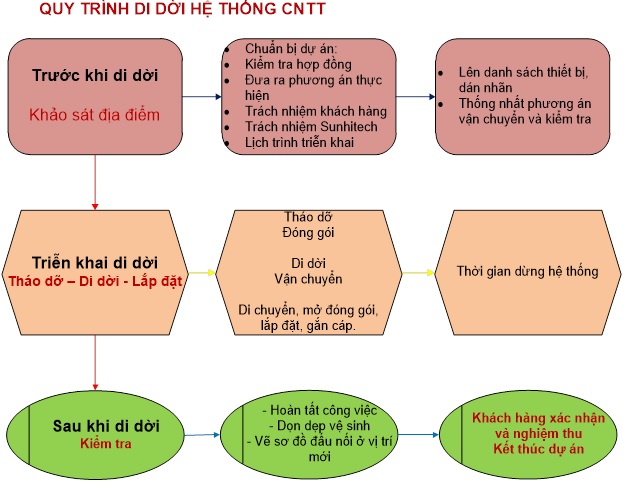 QUY TRÌNH DI DỜI HỆ THỐNG CNTT
Trước khi di dời
Khảo sát địa điểm
Chuẩn bị dự án:
Kiểm tra hợp đồng
Đưa ra phương án thực
hiện
Trách nhiệm khách hàng
Trách nhiệm Sunhitech
Lịch trình triễn khai
Lên danh sách thiết bị,
dán nhãn
Thống nhất phương án
vận chuyển và kiểm tra
Triễn khai di dời
Tháo dỡ – Di dời - Lắp đặt
Tháo dỡ
Đóng gói
Di dời
Vận chuyển
Di chuyển, mở đóng gói,
lắp đặt, gắn cáp.
Thời gian dừng hệ thống
Sau khi di dời
Kiểm tra
- Hoàn tất công việc
- Dọn dẹp vệ sinh
- Vẽ sơ đồ đấu nối ở vị trí
mới
Khách hàng xác nhận
và nghiệm thu
Kết thúc dự án